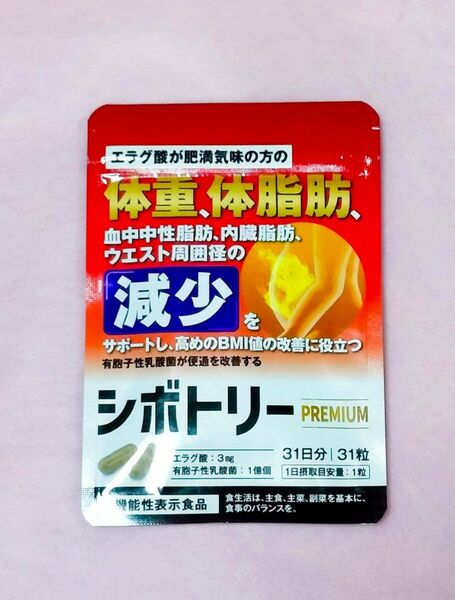 エラグ酸が肥満気味の方の
体重、体脂肪、
血中中性脂肪、内臓脂肪、
ウエスト周囲径の
減少を
サポートし、高めのBMI値の改善に役立つ
有胞子性乳酸菌が便通を改善する
シボトリー PREMIUM
エラグ酸：3mg
有胞子性乳酸菌：1億個
31日分 | 31粒
1日摂取目安量：1粒
機能性表示食品
食生活は、主食、主菜、副菜を基本に、
食事のバランスを。